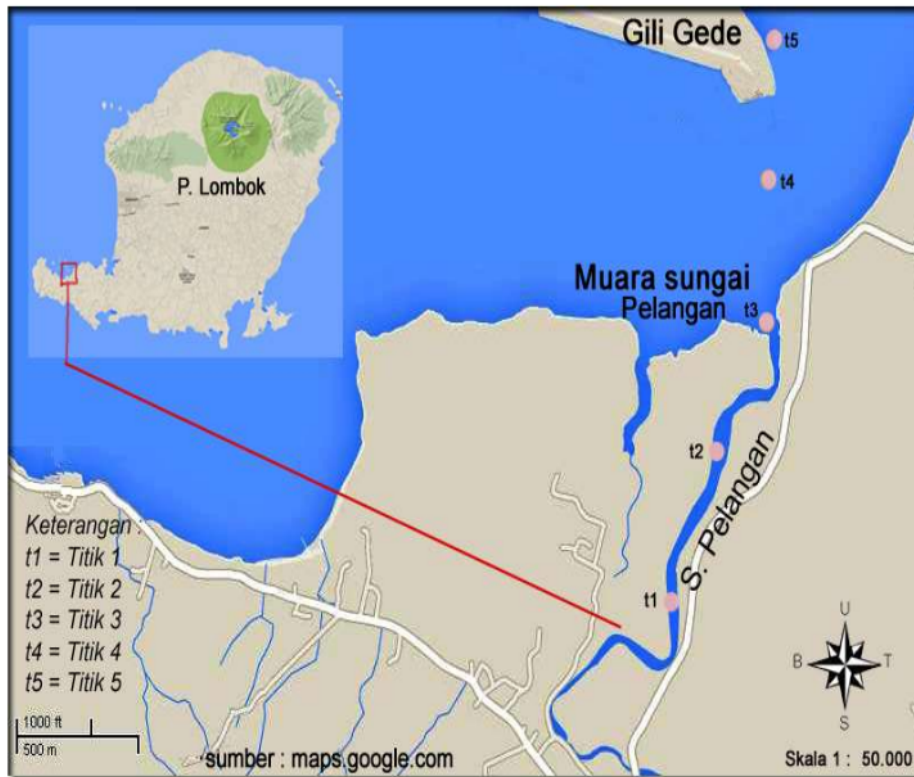 Gili Gede
t5
P. Lombok
t4
Muara sungai
Pelangan
t3
t2
S. Pelangan
t1
Keterangan :
t1 = Titik 1
t2 = Titik 2
t3 = Titik 3
t4 = Titik 4
t5 = Titik 5
U
B
T
S
1000 ft
500 m
sumber : maps.google.com
Skala 1 : 50.000